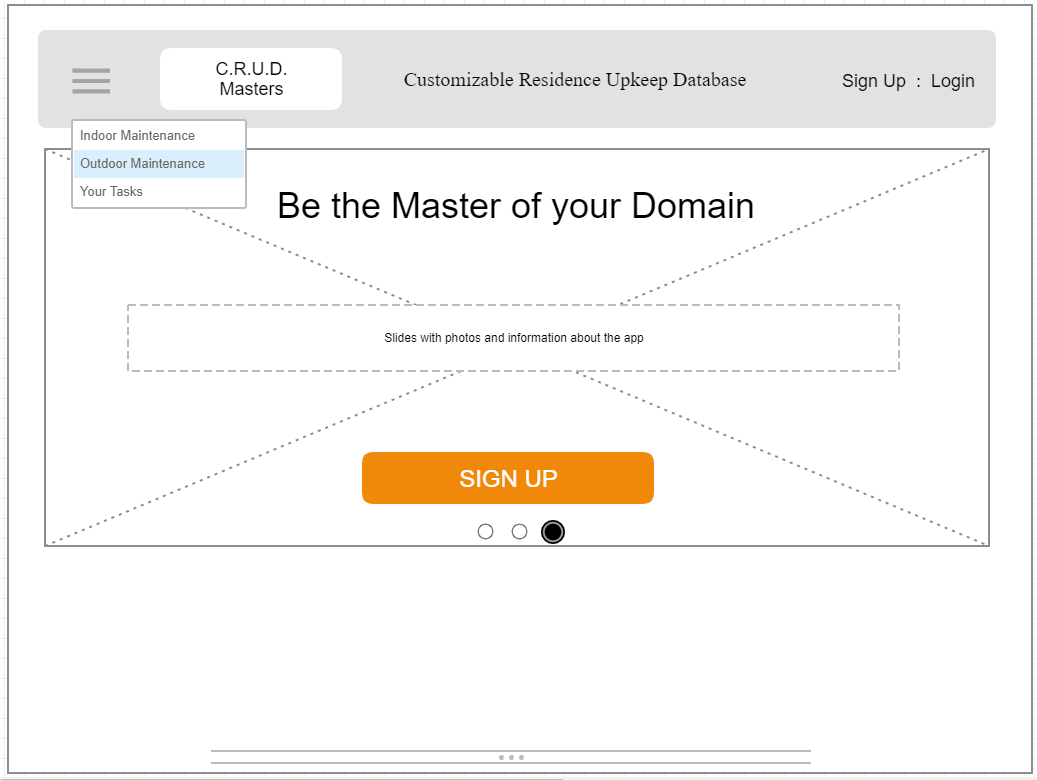 C.R.U.D.
Masters
Customizable Residence Upkeep Database
Sign Up : Login
Indoor Maintenance
Outdoor Maintenance
Your Tasks
Be the Master of your Domain
Slides with photos and information about the app
SIGN UP